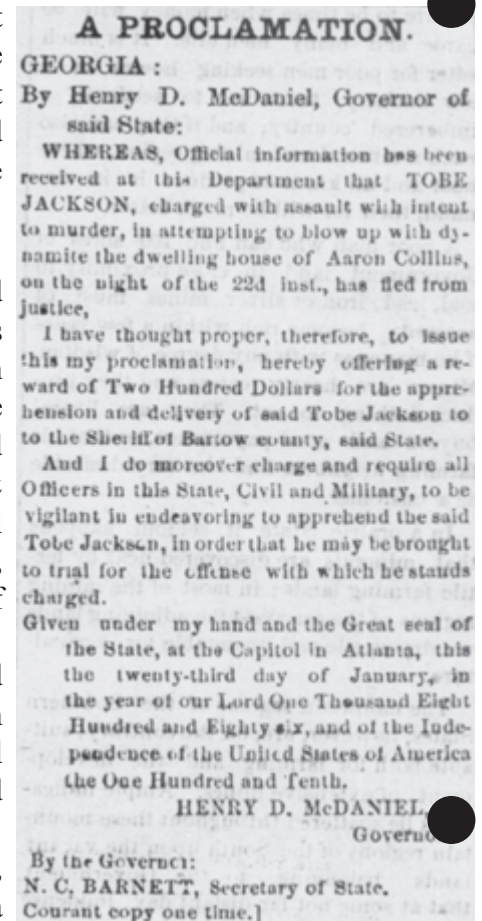 A PROCLAMATION.
GEORGIA:
By Henry D. McDaniel, Governor of
said State:
WHEREAS, Official information has been
received at this Department that TOBE
JACKSON, charged with assault with intent
to murder, in attempting to blow up with dy-
namite the dwelling house of Aaron Collins,
on the night of the 22d inst., has fled from
justice,
I have thought proper, therefore, to issue
this my proclamation, hereby offering a re-
ward of Two Hundred Dollars for the appre-
hension and delivery of said Tobe Jackson to
to the Sheriff of Bartow county, said State.
And I do moreover charge and require all
Officers in this State, Civil and Military, to be
vigilant in endeavoring to apprehend the said
Tobe Jackson, in order that he may be brought
to trial for the offense with which he stands
charged.
Given under my hand and the Great seal of
the State, at the Capitol in Atlanta, this
the twenty-third day of January, in
the year of our Lord One Thousand Eight
Hundred and Eighty six, and of the Inde-
pendence of the United States of America
the One Hundred and Tenth.
HENRY D. McDANIEL,
Governo
By the Governor:
N. C. BARNETT, Secretary of State.
Courant copy one time.]